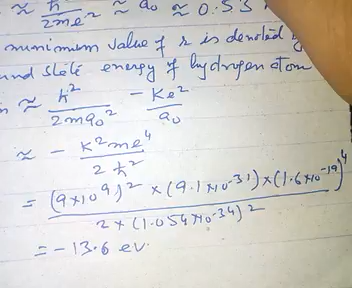 ≈ ħ / 2me² ≈ a₀ ≈ 0.53
minimum value of r is denoted
und state energy of hydrogen atom
≈ ħ² / 2ma₀² - Ke² / a₀
≈ - K²me⁴ / 2ħ²
= (9×10⁹)² × (9.1×10⁻³¹) × (1.6×10⁻¹⁹)⁴ / 2 × (1.054×10⁻³⁴)²
= -13.6 ev.